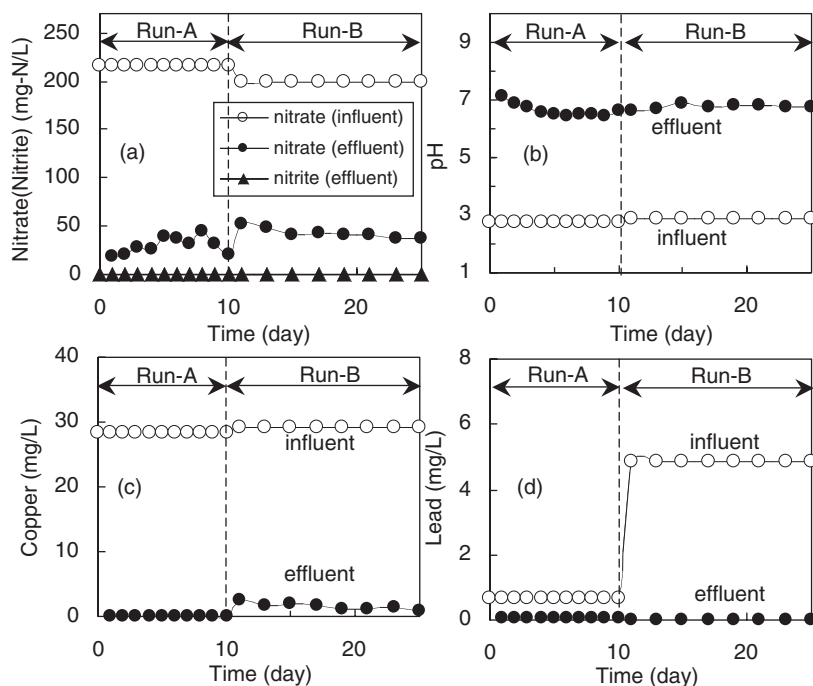 Nitrate(Nitrite) (mg-N/L)
250
200
150
100
50
0
Run-A
Run-B
nitrate (influent)
nitrate (effluent)
nitrite (effluent)
(a)
0
10
20
Time (day)
pH
9
7
5
3
1
Run-A
Run-B
effluent
(b)
influent
0
10
20
Time (day)
Copper (mg/L)
40
30
20
10
0
Run-A
Run-B
influent
(c)
effluent
0
10
20
Time (day)
Lead (mg/L)
8
6
4
2
0
Run-A
Run-B
influent
(d)
effluent
0
10
20
Time (day)